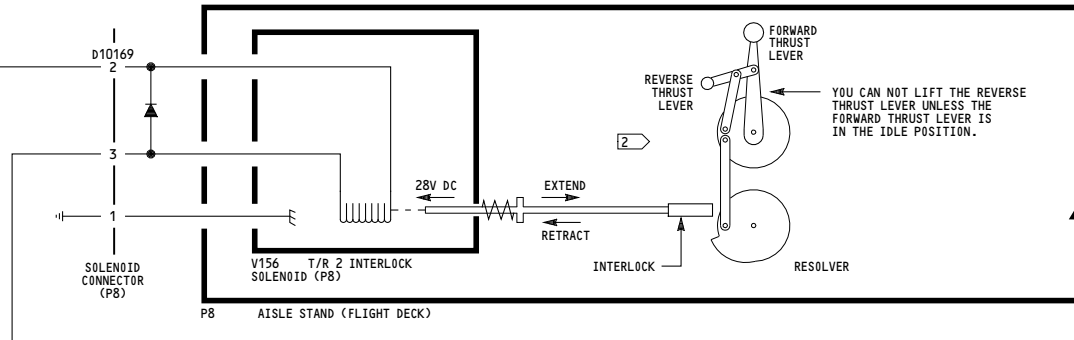 D10169
2
3
1
SOLENOID
CONNECTOR
(P8)
V156 T/R 2 INTERLOCK
SOLENOID (P8)
P8 AISLE STAND (FLIGHT DECK)
28V DC
EXTEND
RETRACT
INTERLOCK
RESOLVER
2
FORWARD
THRUST
LEVER
REVERSE
THRUST
LEVER
YOU CAN NOT LIFT THE REVERSE
THRUST LEVER UNLESS THE
FORWARD THRUST LEVER IS
IN THE IDLE POSITION.